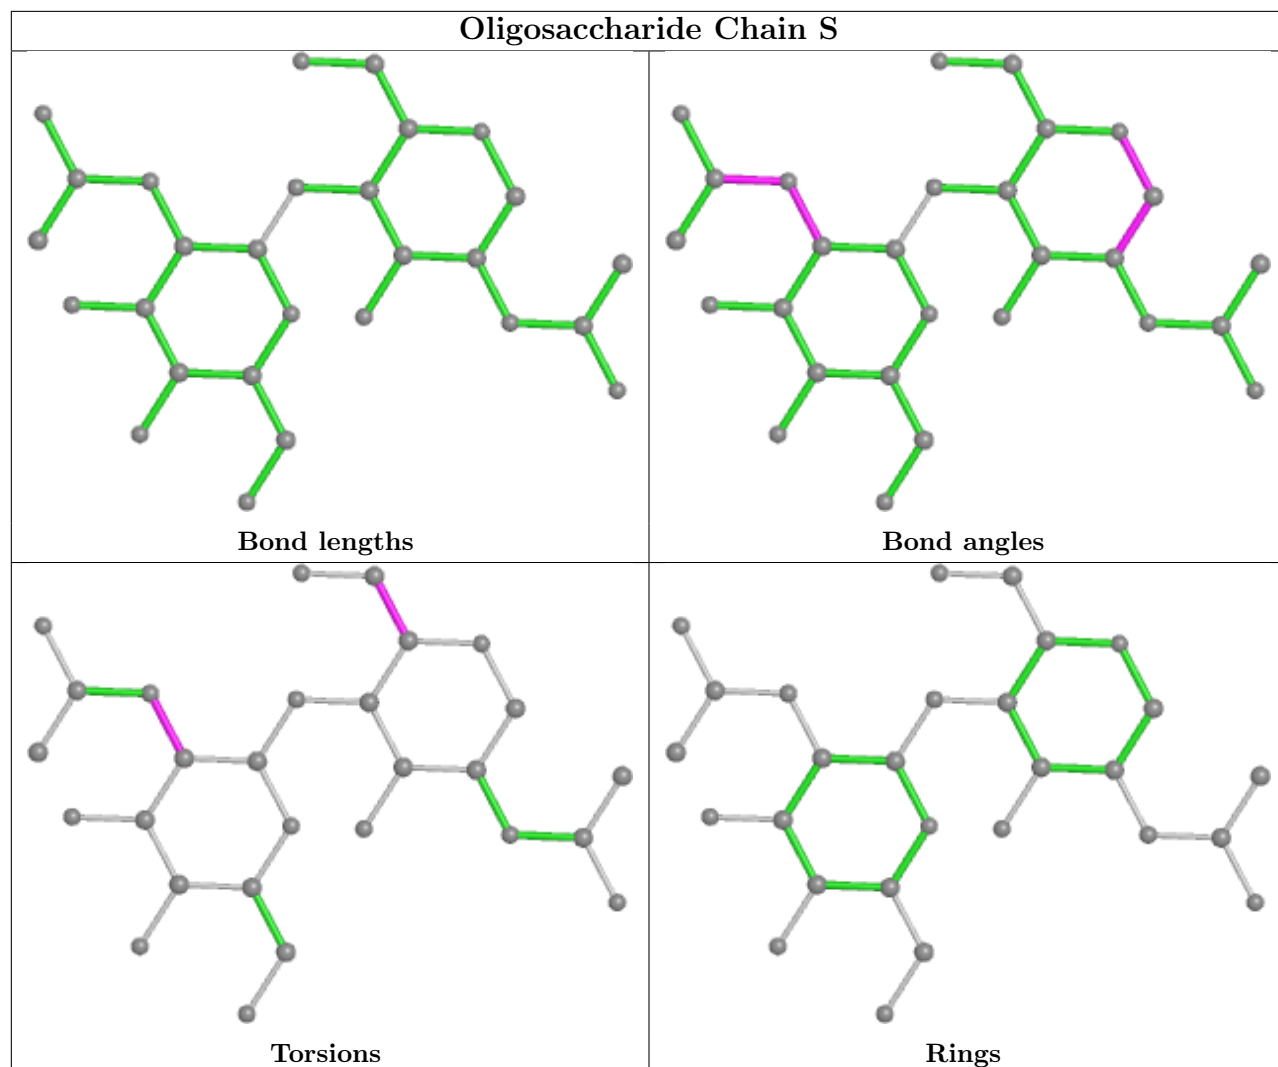 Oligosaccharide Chain S
Bond lengths
Bond angles
Torsions
Rings